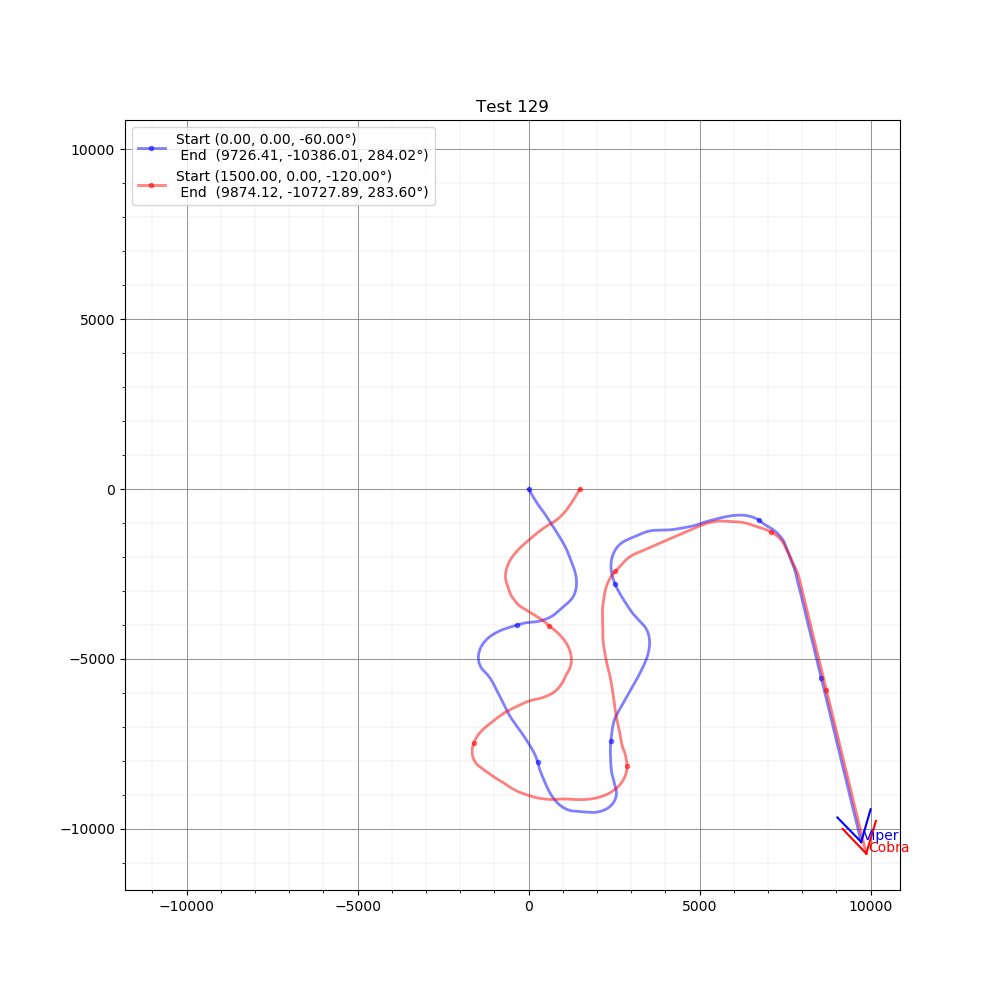 Test 129
Start (0.00, 0.00, -60.00°)
End (9726.41, -10386.01, 284.02°)
Start (1500.00, 0.00, -120.00°)
End (9874.12, -10727.89, 283.60°)
10000
5000
0
−5000
−10000
Viper
Cobra
−10000 −5000 0 5000 10000